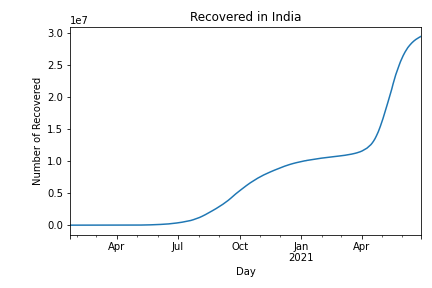 Recovered in India
1e7
3.0
2.5
2.0
1.5
1.0
0.5
0.0
Number of Recovered
Apr
Jul
Oct
Jan
2021
Apr
Day